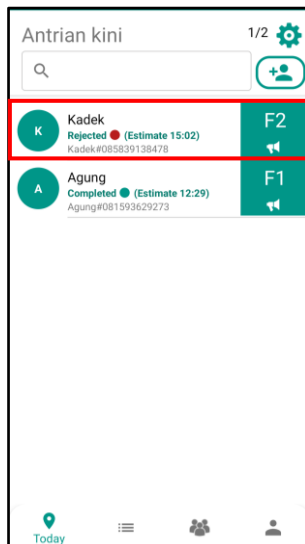 Antrian kini 1/2
K
Kadek
Rejected (Estimate 15:02)
Kadek#085839138478
F2
A
Agung
Completed (Estimate 12:29)
Agung#081593629273
F1
Today